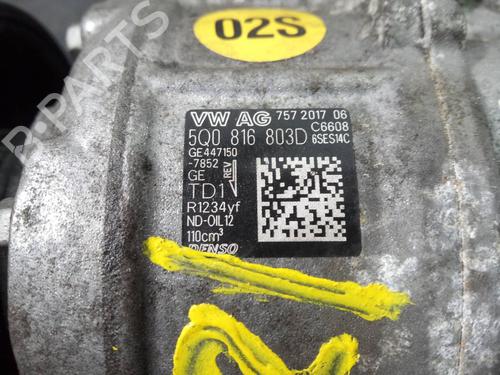 02S
B-PARTS
VW AG 757 2017 06
5Q0 816 803D C6608
6SES14C
GE447150
-7852
GE REV
TD1
R1234yf
ND-OIL12
110cm³
DENSO